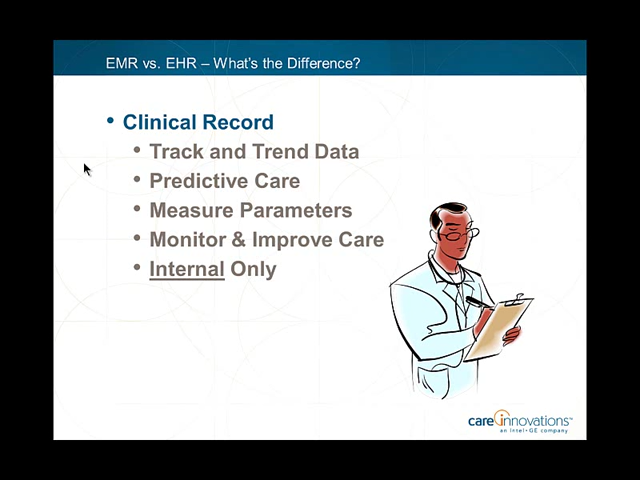 EMR vs. EHR – What's the Difference?
• Clinical Record
• Track and Trend Data
• Predictive Care
• Measure Parameters
• Monitor & Improve Care
• Internal Only
care innovations™
an Intel • GE company